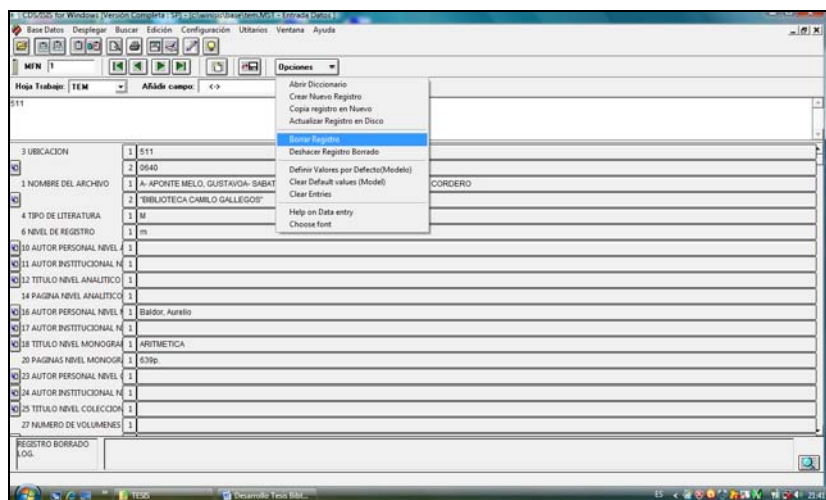 CDS/ISIS for Windows (Versión Completa : SP) - [c:\winisis\base\tem.MST - Entrada Datos ]
Base Datos Desplegar Buscar Edición Configuración Utitarios Ventana Ayuda
MFN 1 Opciones
Hoja Trabajo: TEM Añadir campo: <->
511
Abrir Diccionario
Crear Nuevo Registro
Copia registro en Nuevo
Actualizar Registro en Disco
Borrar Registro
Deshacer Registro Borrado
Definir Valores por Defecto(Modelo)
Clear Default values (Model)
Clear Entries
Help on Data entry
Choose font
3 UBICACION 1 511
2 0640
1 NOMBRE DEL ARCHIVO 1 A- APONTE MELO, GUSTAVOA- SABAT CORDERO
2 "BIBLIOTECA CAMILO GALLEGOS"
4 TIPO DE LITERATURA 1 M
6 NIVEL DE REGISTRO 1 m
10 AUTOR PERSONAL NIVEL 1
11 AUTOR INSTITUCIONAL N 1
12 TITULO NIVEL ANALITICO 1
14 PAGINA NIVEL ANALITICO 1
16 AUTOR PERSONAL NIVEL 1 Baldor, Aurelio
17 AUTOR INSTITUCIONAL N 1
18 TITULO NIVEL MONOGRA 1 ARITMETICA
20 PAGINAS NIVEL MONOGR 1 639p.
23 AUTOR PERSONAL NIVEL 1
24 AUTOR INSTITUCIONAL N 1
25 TITULO NIVEL COLECCION 1
27 NUMERO DE VOLUMENES 1
REGISTRO BORRADO
LOG.
TESIS Desarrollo Tesis Bibl... ES 21:42